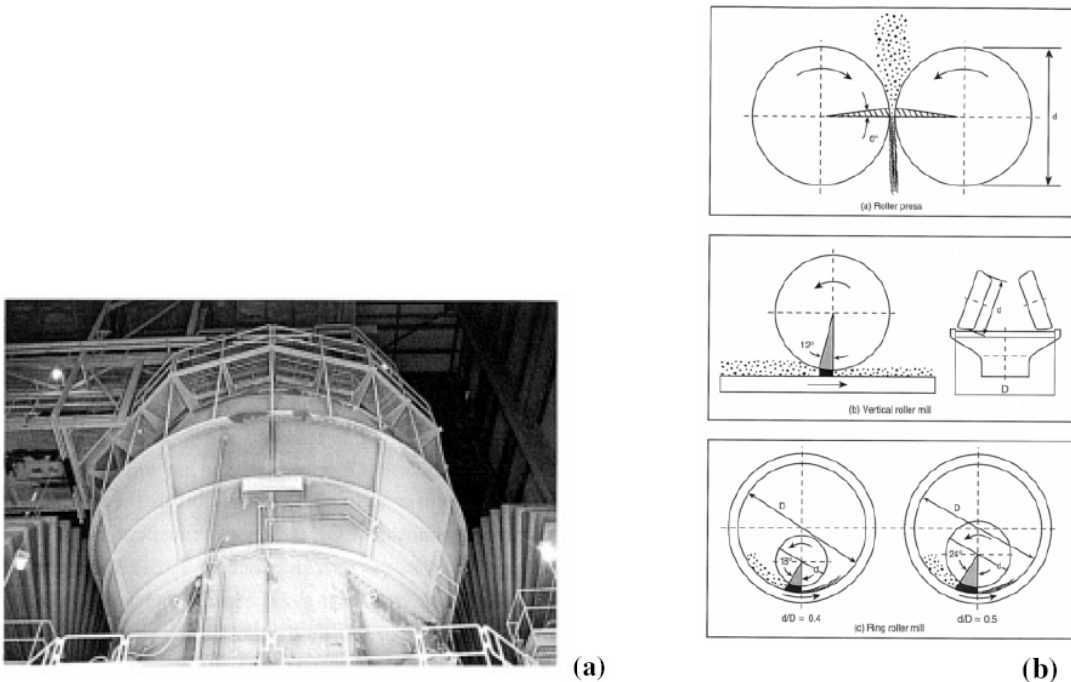 d
6°
(a) Roller press
12°
d
D
(b) Vertical roller mill
D
18°
d
d/D = 0.4
D
24°
d
d/D = 0.5
(c) Ring roller mill
(a)
(b)